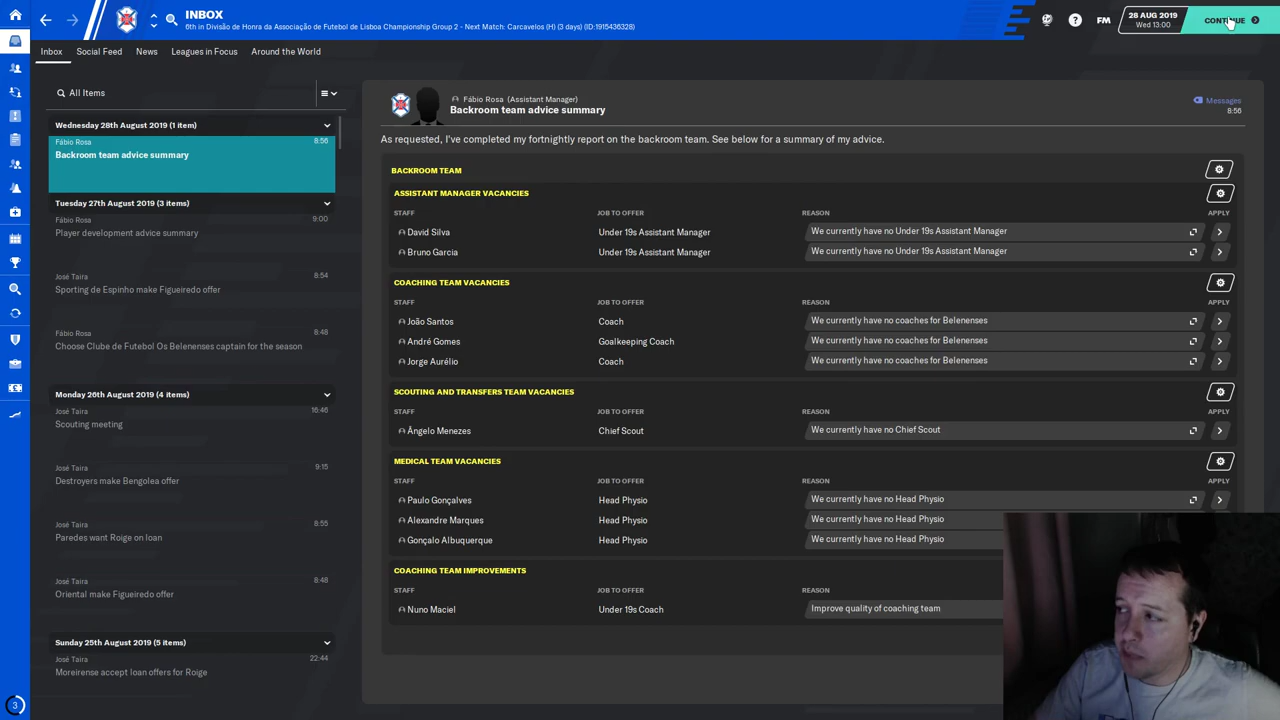 INBOX
6th in Divisão de Honra da Associação de Futebol de Lisboa Championship Group 2 - Next Match: Carcavelos (H) (3 days) (ID:1915436328)
FM
28 AUG 2019
Wed 13:00
CONTINUE
Inbox Social Feed News Leagues in Focus Around the World
All Items
Wednesday 28th August 2019 (1 item)
Fábio Rosa 8:56
Backroom team advice summary
Tuesday 27th August 2019 (3 items)
Fábio Rosa 9:00
Player development advice summary
José Taira 8:54
Sporting de Espinho make Figueiredo offer
Fábio Rosa 8:48
Choose Clube de Futebol Os Belenenses captain for the season
Monday 26th August 2019 (4 items)
José Taira 16:46
Scouting meeting
José Taira 9:15
Destroyers make Bengolea offer
José Taira 8:55
Paredes want Roige on loan
José Taira 8:48
Oriental make Figueiredo offer
Sunday 25th August 2019 (5 items)
José Taira 22:44
Moreirense accept loan offers for Roige
3
Fábio Rosa (Assistant Manager)
Backroom team advice summary
Messages
8:56
As requested, I've completed my fortnightly report on the backroom team. See below for a summary of my advice.
BACKROOM TEAM
ASSISTANT MANAGER VACANCIES
STAFF JOB TO OFFER REASON APPLY
David Silva Under 19s Assistant Manager We currently have no Under 19s Assistant Manager
Bruno Garcia Under 19s Assistant Manager We currently have no Under 19s Assistant Manager
COACHING TEAM VACANCIES
STAFF JOB TO OFFER REASON APPLY
João Santos Coach We currently have no coaches for Belenenses
André Gomes Goalkeeping Coach We currently have no coaches for Belenenses
Jorge Aurélio Coach We currently have no coaches for Belenenses
SCOUTING AND TRANSFERS TEAM VACANCIES
STAFF JOB TO OFFER REASON APPLY
Ângelo Menezes Chief Scout We currently have no Chief Scout
MEDICAL TEAM VACANCIES
STAFF JOB TO OFFER REASON APPLY
Paulo Gonçalves Head Physio We currently have no Head Physio
Alexandre Marques Head Physio We currently have no Head Physio
Gonçalo Albuquerque Head Physio We currently have no Head Physio
COACHING TEAM IMPROVEMENTS
STAFF JOB TO OFFER REASON
Nuno Maciel Under 19s Coach Improve quality of coaching team